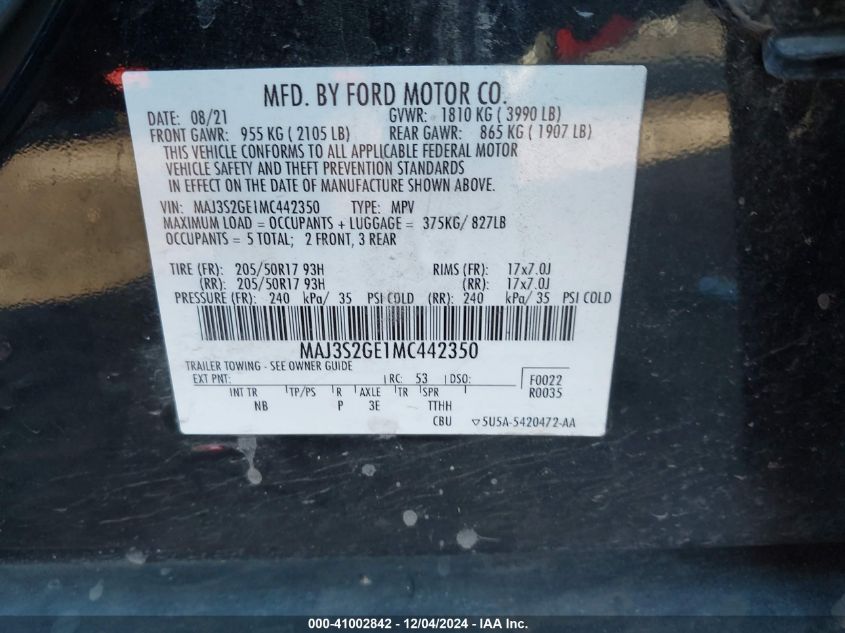 MFD. BY FORD MOTOR CO.
DATE: 08/21 GVWR: 1810 KG ( 3990 LB)
FRONT GAWR: 955 KG ( 2105 LB) REAR GAWR: 865 KG ( 1907 LB)
THIS VEHICLE CONFORMS TO ALL APPLICABLE FEDERAL MOTOR
VEHICLE SAFETY AND THEFT PREVENTION STANDARDS
IN EFFECT ON THE DATE OF MANUFACTURE SHOWN ABOVE.
VIN: MAJ3S2GE1MC442350 TYPE: MPV
MAXIMUM LOAD = OCCUPANTS + LUGGAGE = 375KG/ 827LB
OCCUPANTS = 5 TOTAL; 2 FRONT, 3 REAR
TIRE (FR): 205/50R17 93H RIMS (FR): 17x7.0J
(RR): 205/50R17 93H (RR): 17x7.0J
PRESSURE (FR): 240 kPa/ 35 PSI COLD (RR): 240 kPa/ 35 PSI COLD
MAJ3S2GE1MC442350
TRAILER TOWING - SEE OWNER GUIDE
EXT PNT: RC: 53 DSO: F0022
INT TR TP/PS R AXLE TR SPR R0035
NB P 3E TTHH
CBU 5U5A-5420472-AA
000-41002842 - 12/04/2024 - IAA Inc.